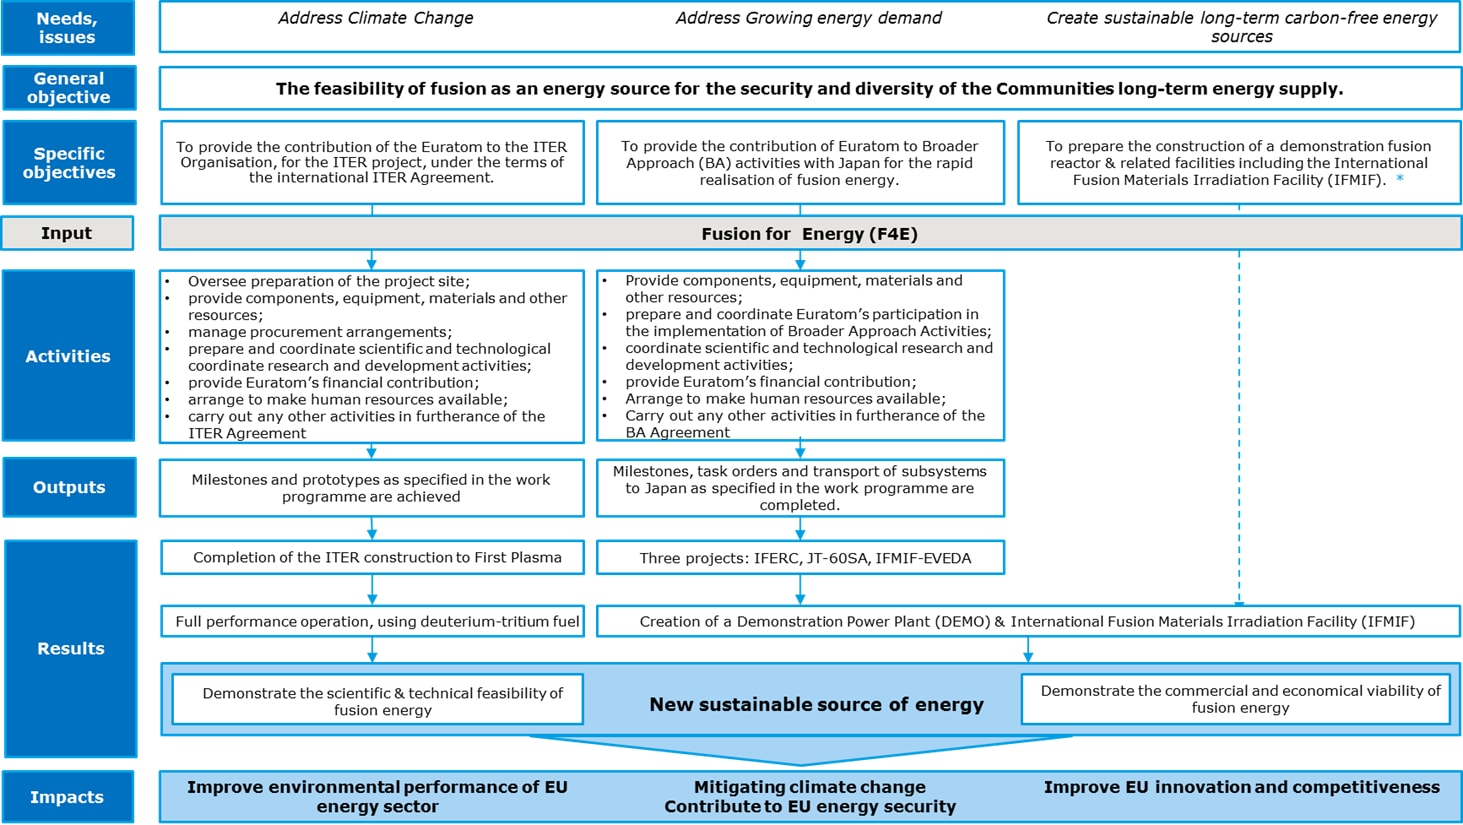 Needs,
issues
Address Climate Change
Address Growing energy demand
Create sustainable long-term carbon-free energy
sources
General
objective
The feasibility of fusion as an energy source for the security and diversity of the Communities long-term energy supply.
Specific
objectives
To provide the contribution of the Euratom to the ITER
Organisation, for the ITER project, under the terms of
the international ITER Agreement.
To provide the contribution of Euratom to Broader
Approach (BA) activities with Japan for the rapid
realisation of fusion energy.
To prepare the construction of a demonstration fusion
reactor & related facilities including the International
Fusion Materials Irradiation Facility (IFMIF). *
Input
Fusion for Energy (F4E)
Activities
• Oversee preparation of the project site;
• provide components, equipment, materials and other
resources;
• manage procurement arrangements;
• prepare and coordinate scientific and technological
coordinate research and development activities;
• provide Euratom's financial contribution;
• arrange to make human resources available;
• carry out any other activities in furtherance of the
ITER Agreement
• Provide components, equipment, materials and
other resources;
• prepare and coordinate Euratom's participation in
the implementation of Broader Approach Activities;
• coordinate scientific and technological research and
development activities;
• provide Euratom's financial contribution;
• Arrange to make human resources available;
• Carry out any other activities in furtherance of the
BA Agreement
Outputs
Milestones and prototypes as specified in the work
programme are achieved
Milestones, task orders and transport of subsystems
to Japan as specified in the work programme are
completed.
Results
Completion of the ITER construction to First Plasma
Three projects: IFERC, JT-60SA, IFMIF-EVEDA
Full performance operation, using deuterium-tritium fuel
Creation of a Demonstration Power Plant (DEMO) & International Fusion Materials Irradiation Facility (IFMIF)
Demonstrate the scientific & technical feasibility of
fusion energy
New sustainable source of energy
Demonstrate the commercial and economical viability of
fusion energy
Impacts
Improve environmental performance of EU
energy sector
Mitigating climate change
Contribute to EU energy security
Improve EU innovation and competitiveness